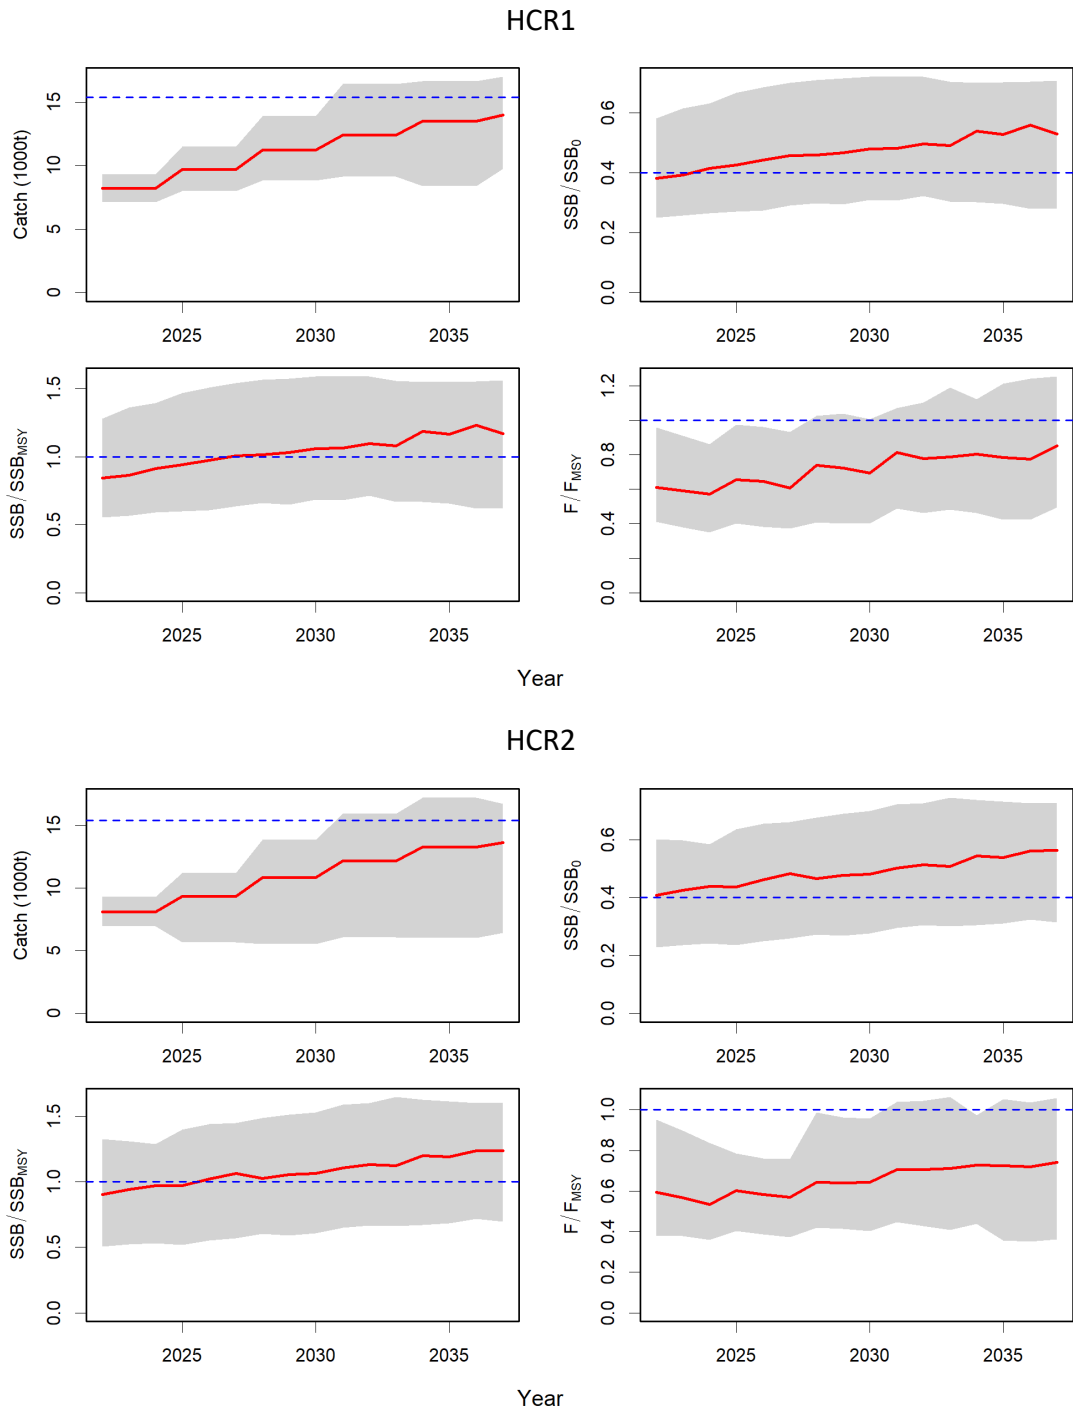 HCR1
Catch (1000t)
0 5 10 15
2025 2030 2035
SSB / SSB0
0.0 0.2 0.4 0.6
2025 2030 2035
SSB / SSBMSY
0.0 0.5 1.0 1.5
2025 2030 2035
F / FMSY
0.0 0.4 0.8 1.2
2025 2030 2035
Year
HCR2
Catch (1000t)
0 5 10 15
2025 2030 2035
SSB / SSB0
0.0 0.2 0.4 0.6
2025 2030 2035
SSB / SSBMSY
0.0 0.5 1.0 1.5
2025 2030 2035
F / FMSY
0.0 0.2 0.4 0.6 0.8 1.0
2025 2030 2035
Year